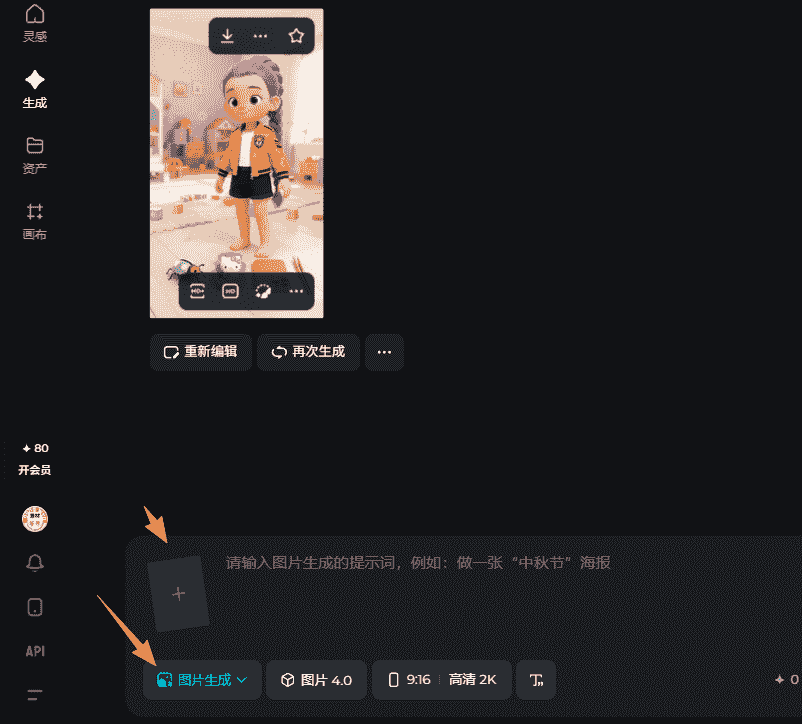 灵感
生成
资产
画布
HD+
HD
重新编辑
再次生成
80
开会员
API
请输入图片生成的提示词，例如：做一张“中秋节”海报
图片生成
图片 4.0
9:16
高清 2K
T
0